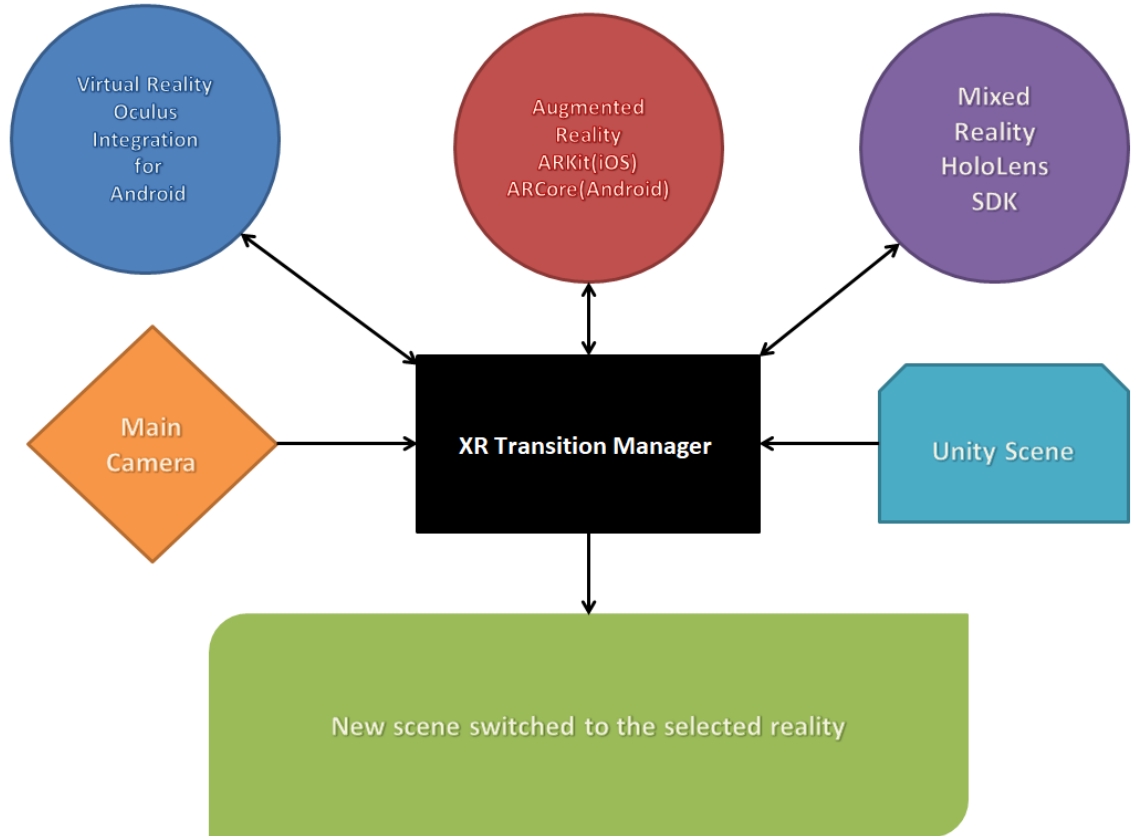 Virtual Reality
Oculus
Integration
for
Android
Augmented
Reality
ARKit(iOS)
ARCore(Android)
Mixed
Reality
HoloLens
SDK
Main
Camera
XR Transition Manager
Unity Scene
New scene switched to the selected reality